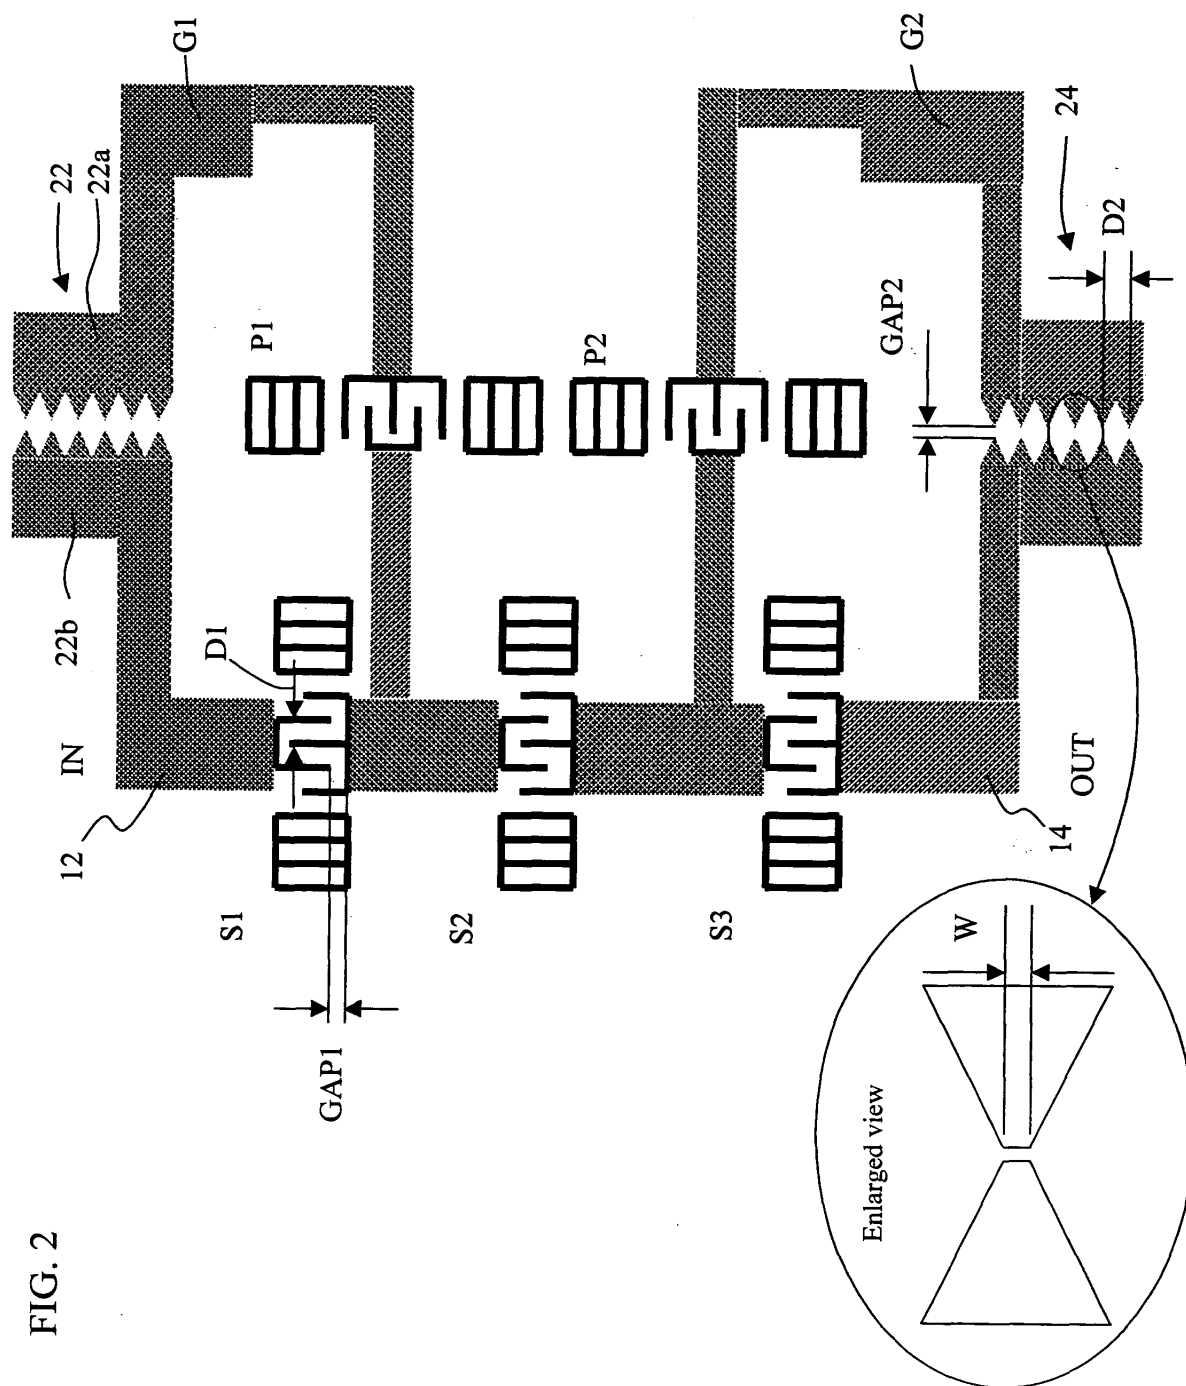 FIG. 2
IN
12
22b
22
22a
G1
S1
D1
P1
GAP1
S2
P2
S3
GAP2
G2
24
D2
14
OUT
Enlarged view
W